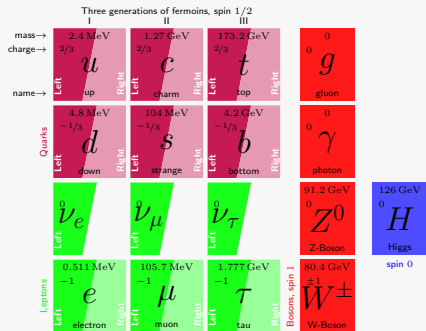 Three generations of fermoins, spin 1/2
I II III
mass→ 2.4 MeV 1.27 GeV 173.2 GeV 0
charge→ 2/3 2/3 2/3 0
u c t g
Left Right Left Right Left Right
name→ up charm top gluon
Quarks
4.8 MeV 104 MeV 4.2 GeV 0
−1/3 −1/3 −1/3 0
d s b γ
Left Right Left Right Left Right
down strange bottom photon
91.2 GeV 126 GeV
0 0 0 0 0
νe νμ ντ Z⁰ H
Left Left Left
Z-Boson Higgs
spin 0
Leptons
0.511 MeV 105.7 MeV 1.777 GeV 80.4 GeV
−1 −1 −1 ±1
e μ τ W±
Left Right Left Right Left Right
electron muon tau W-Boson
Bosons, spin 1